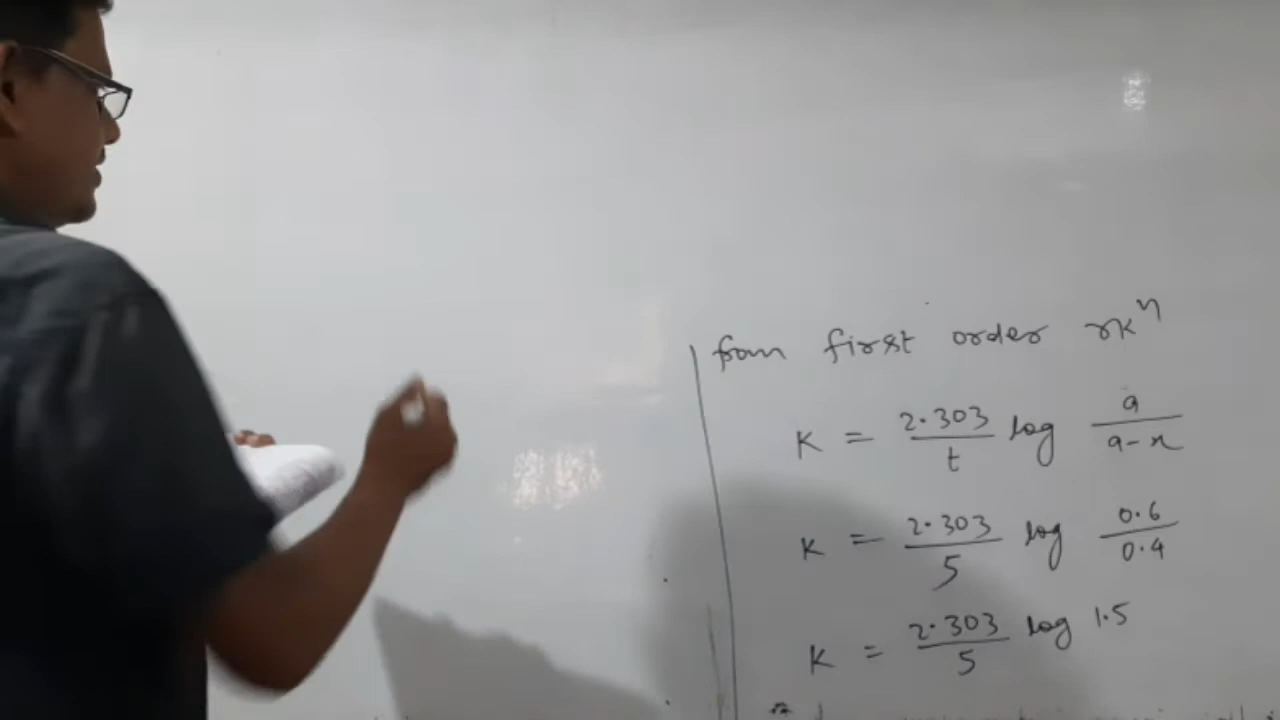 from first order rxⁿ
K = 2.303/t log a/a-x
K = 2.303/5 log 0.6/0.4
K = 2.303/5 log 1.5